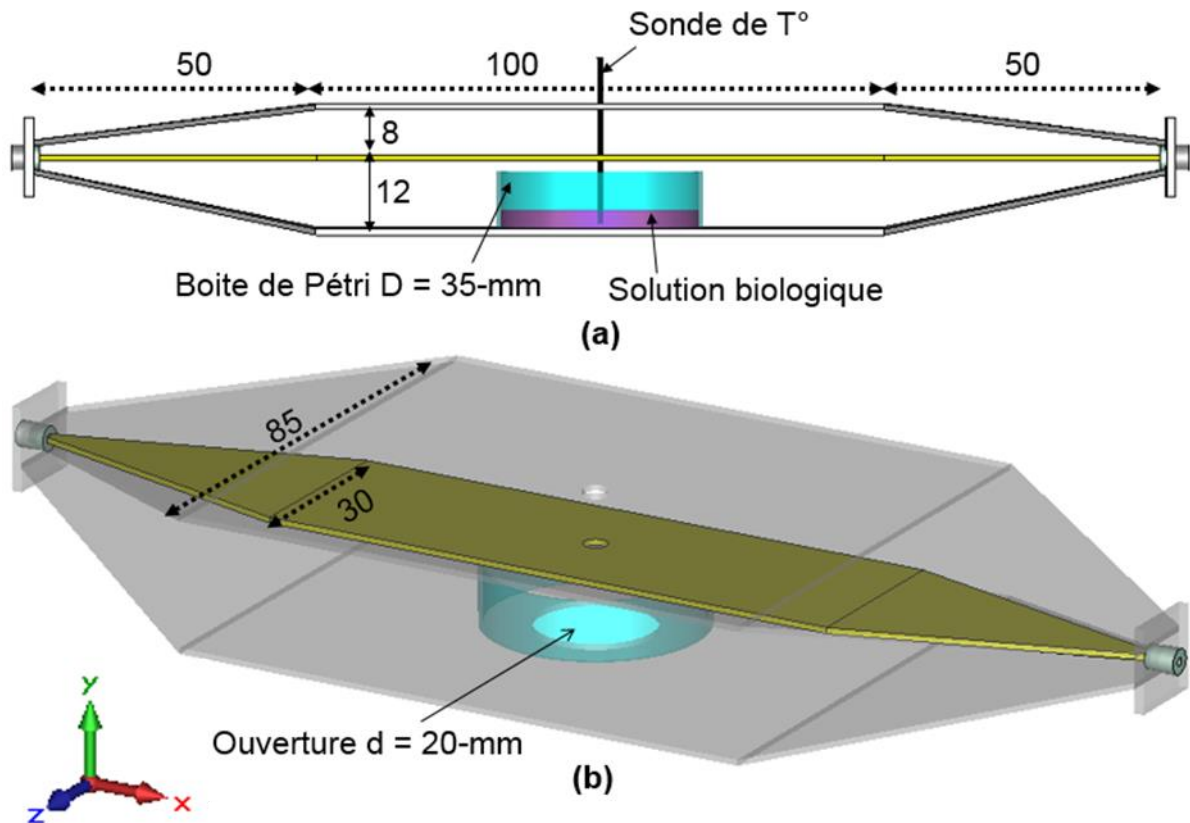 Sonde de T°
50
100
50
8
12
Boite de Pétri D = 35-mm
Solution biologique
(a)
85
30
Ouverture d = 20-mm
(b)
y
x
z